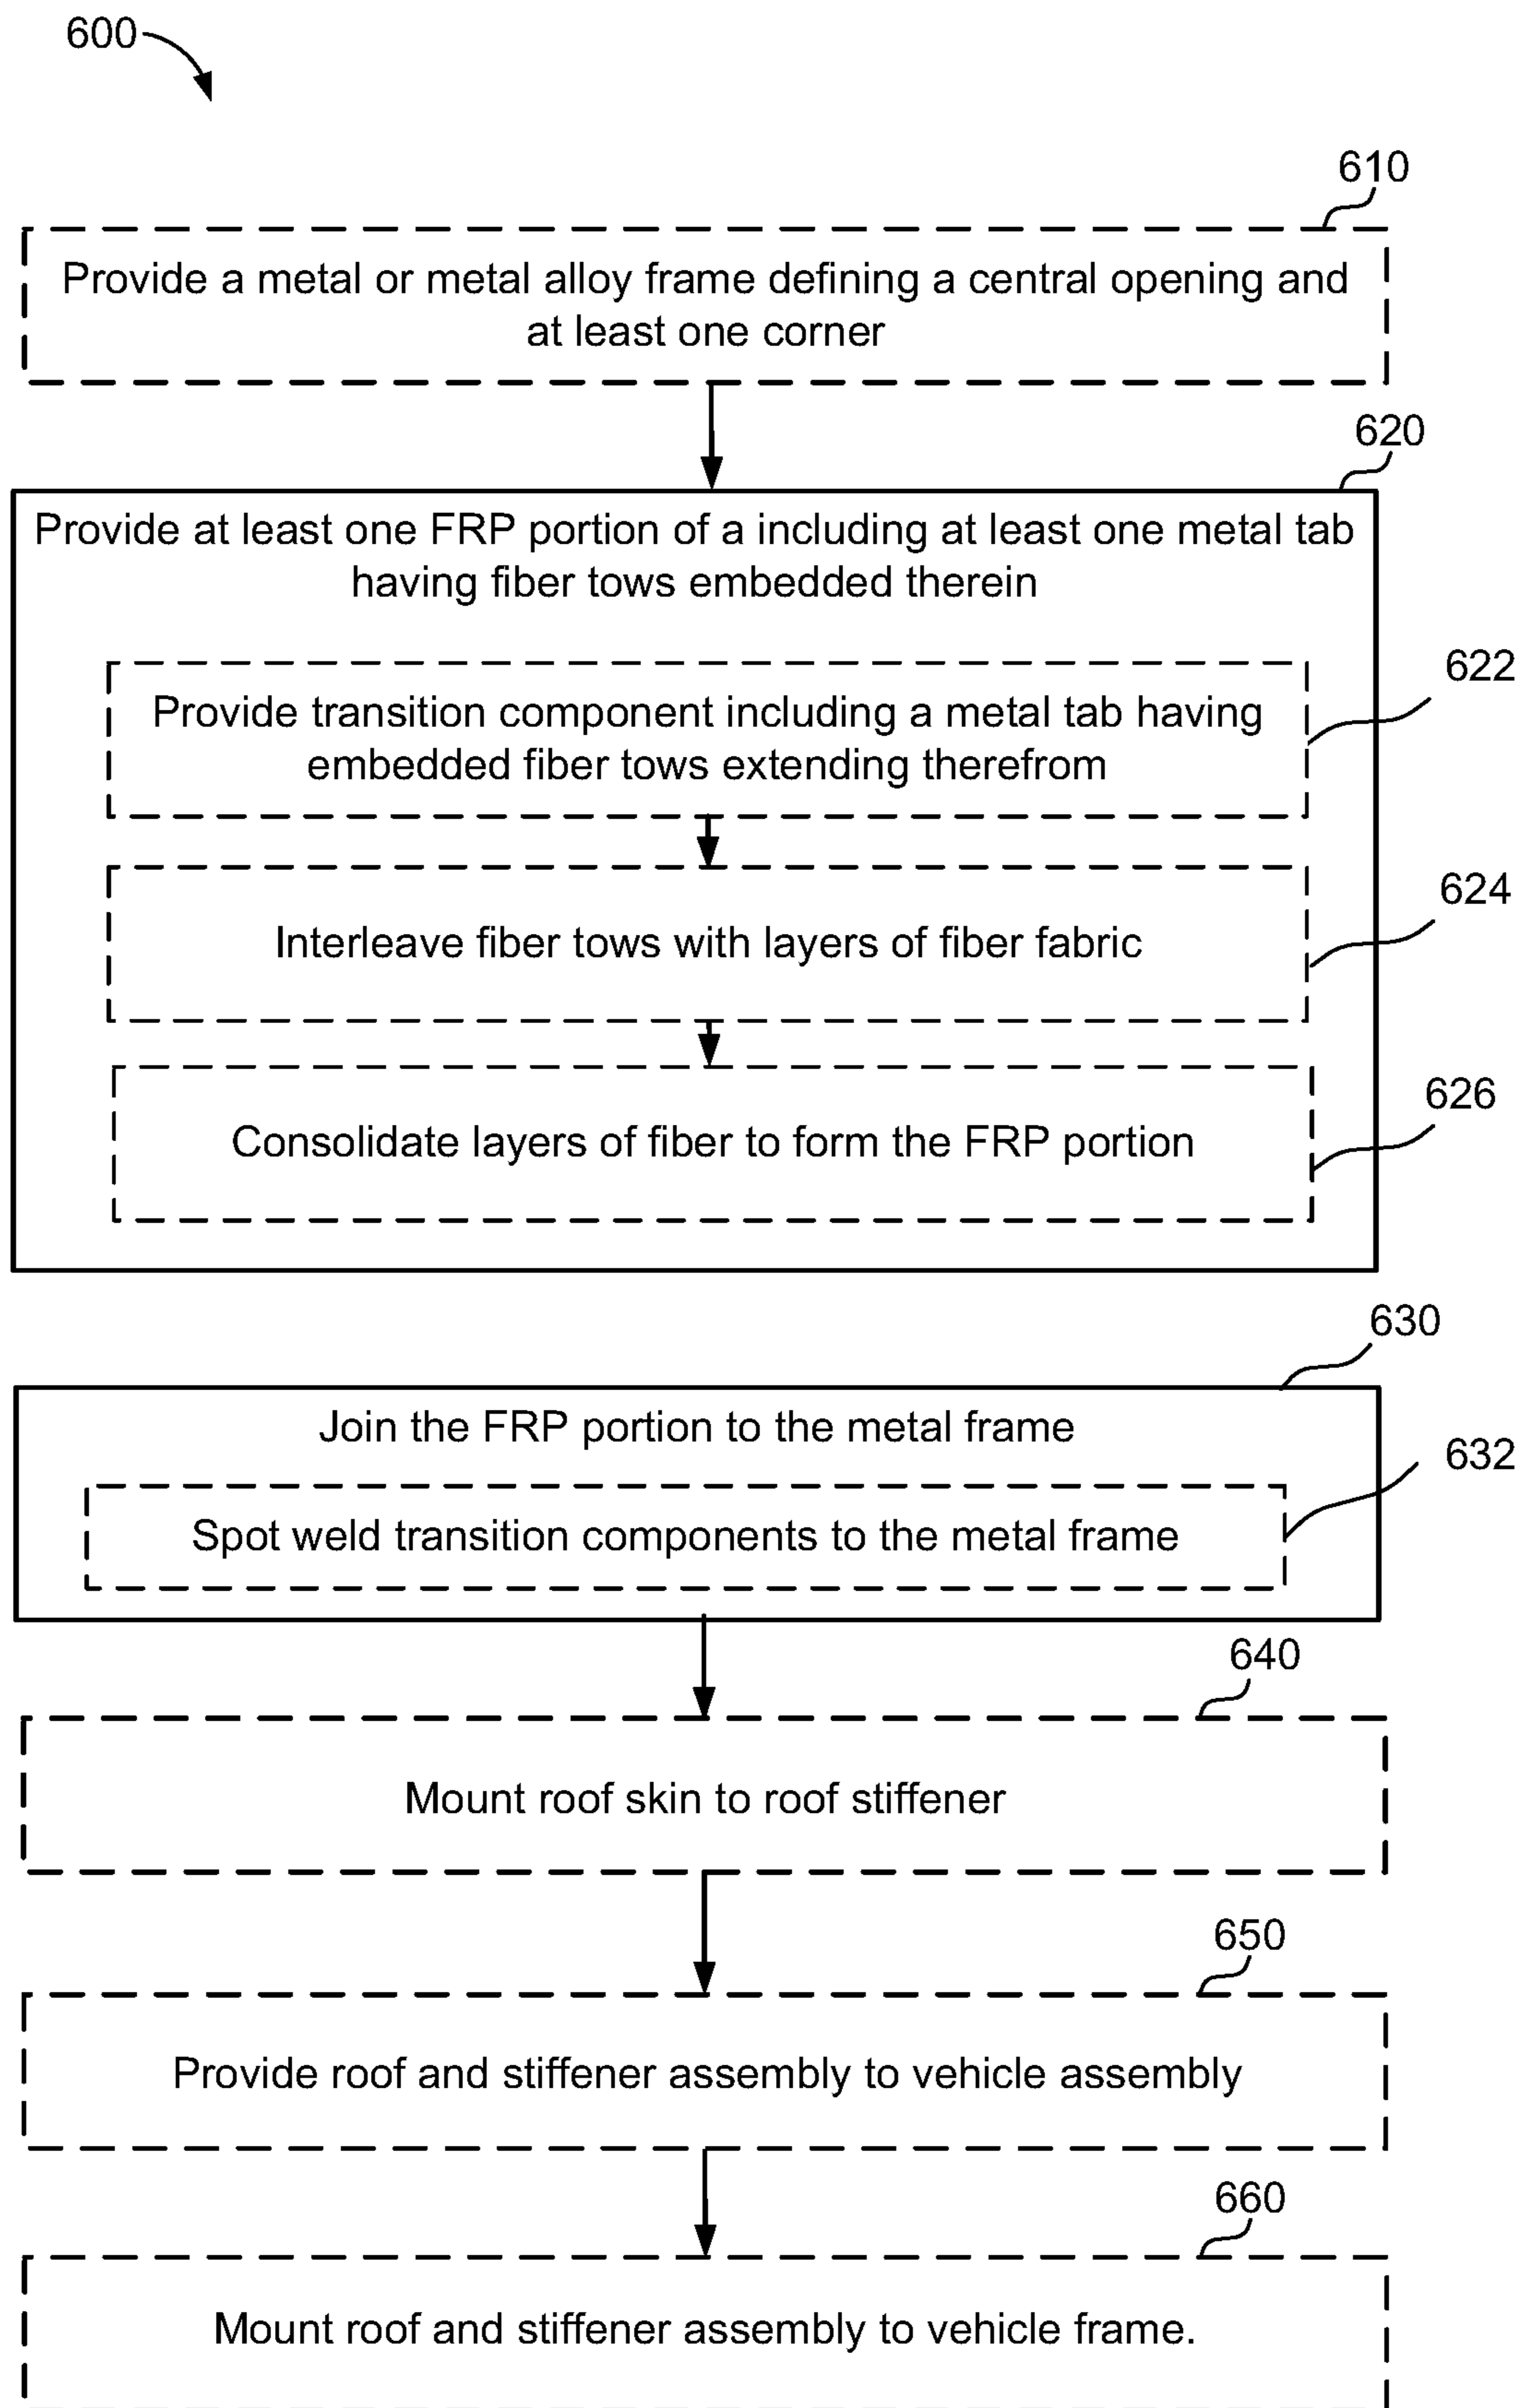 600
610
Provide a metal or metal alloy frame defining a central opening and
at least one corner
620
Provide at least one FRP portion of a including at least one metal tab
having fiber tows embedded therein
622
Provide transition component including a metal tab having
embedded fiber tows extending therefrom
624
Interleave fiber tows with layers of fiber fabric
626
Consolidate layers of fiber to form the FRP portion
630
Join the FRP portion to the metal frame
632
Spot weld transition components to the metal frame
640
Mount roof skin to roof stiffener
650
Provide roof and stiffener assembly to vehicle assembly
660
Mount roof and stiffener assembly to vehicle frame.